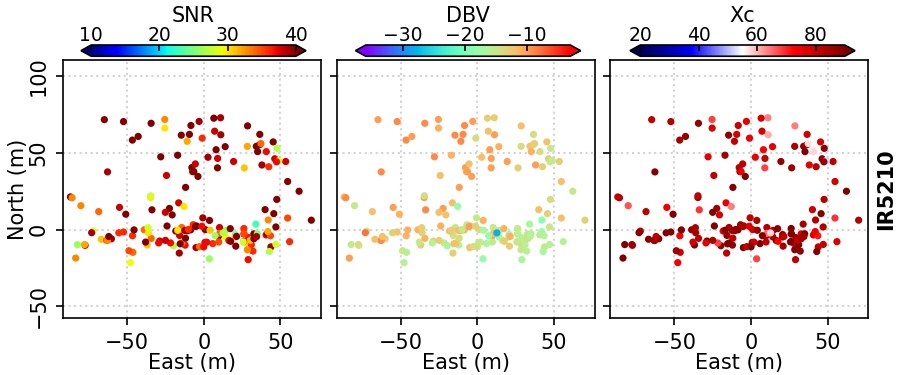 SNR DBV Xc
10 20 30 40 −30 −20 −10 20 40 60 80
100
50
0
−50
North (m)
−50 0 50 −50 0 50 −50 0 50
East (m) East (m) East (m)
IR5210